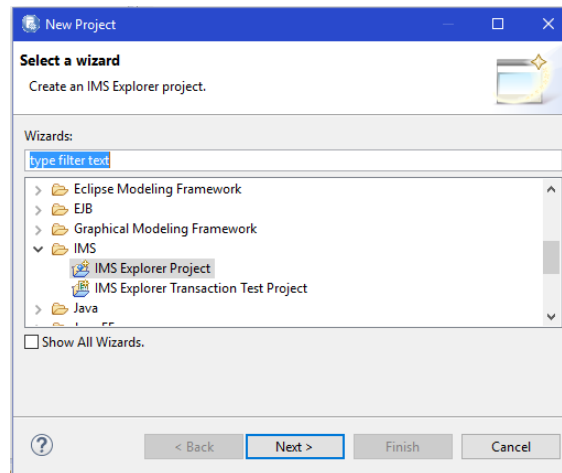 New Project
Select a wizard
Create an IMS Explorer project.
Wizards:
type filter text
Eclipse Modeling Framework
EJB
Graphical Modeling Framework
IMS
IMS Explorer Project
IMS Explorer Transaction Test Project
Java
Show All Wizards.
?
< Back Next > Finish Cancel